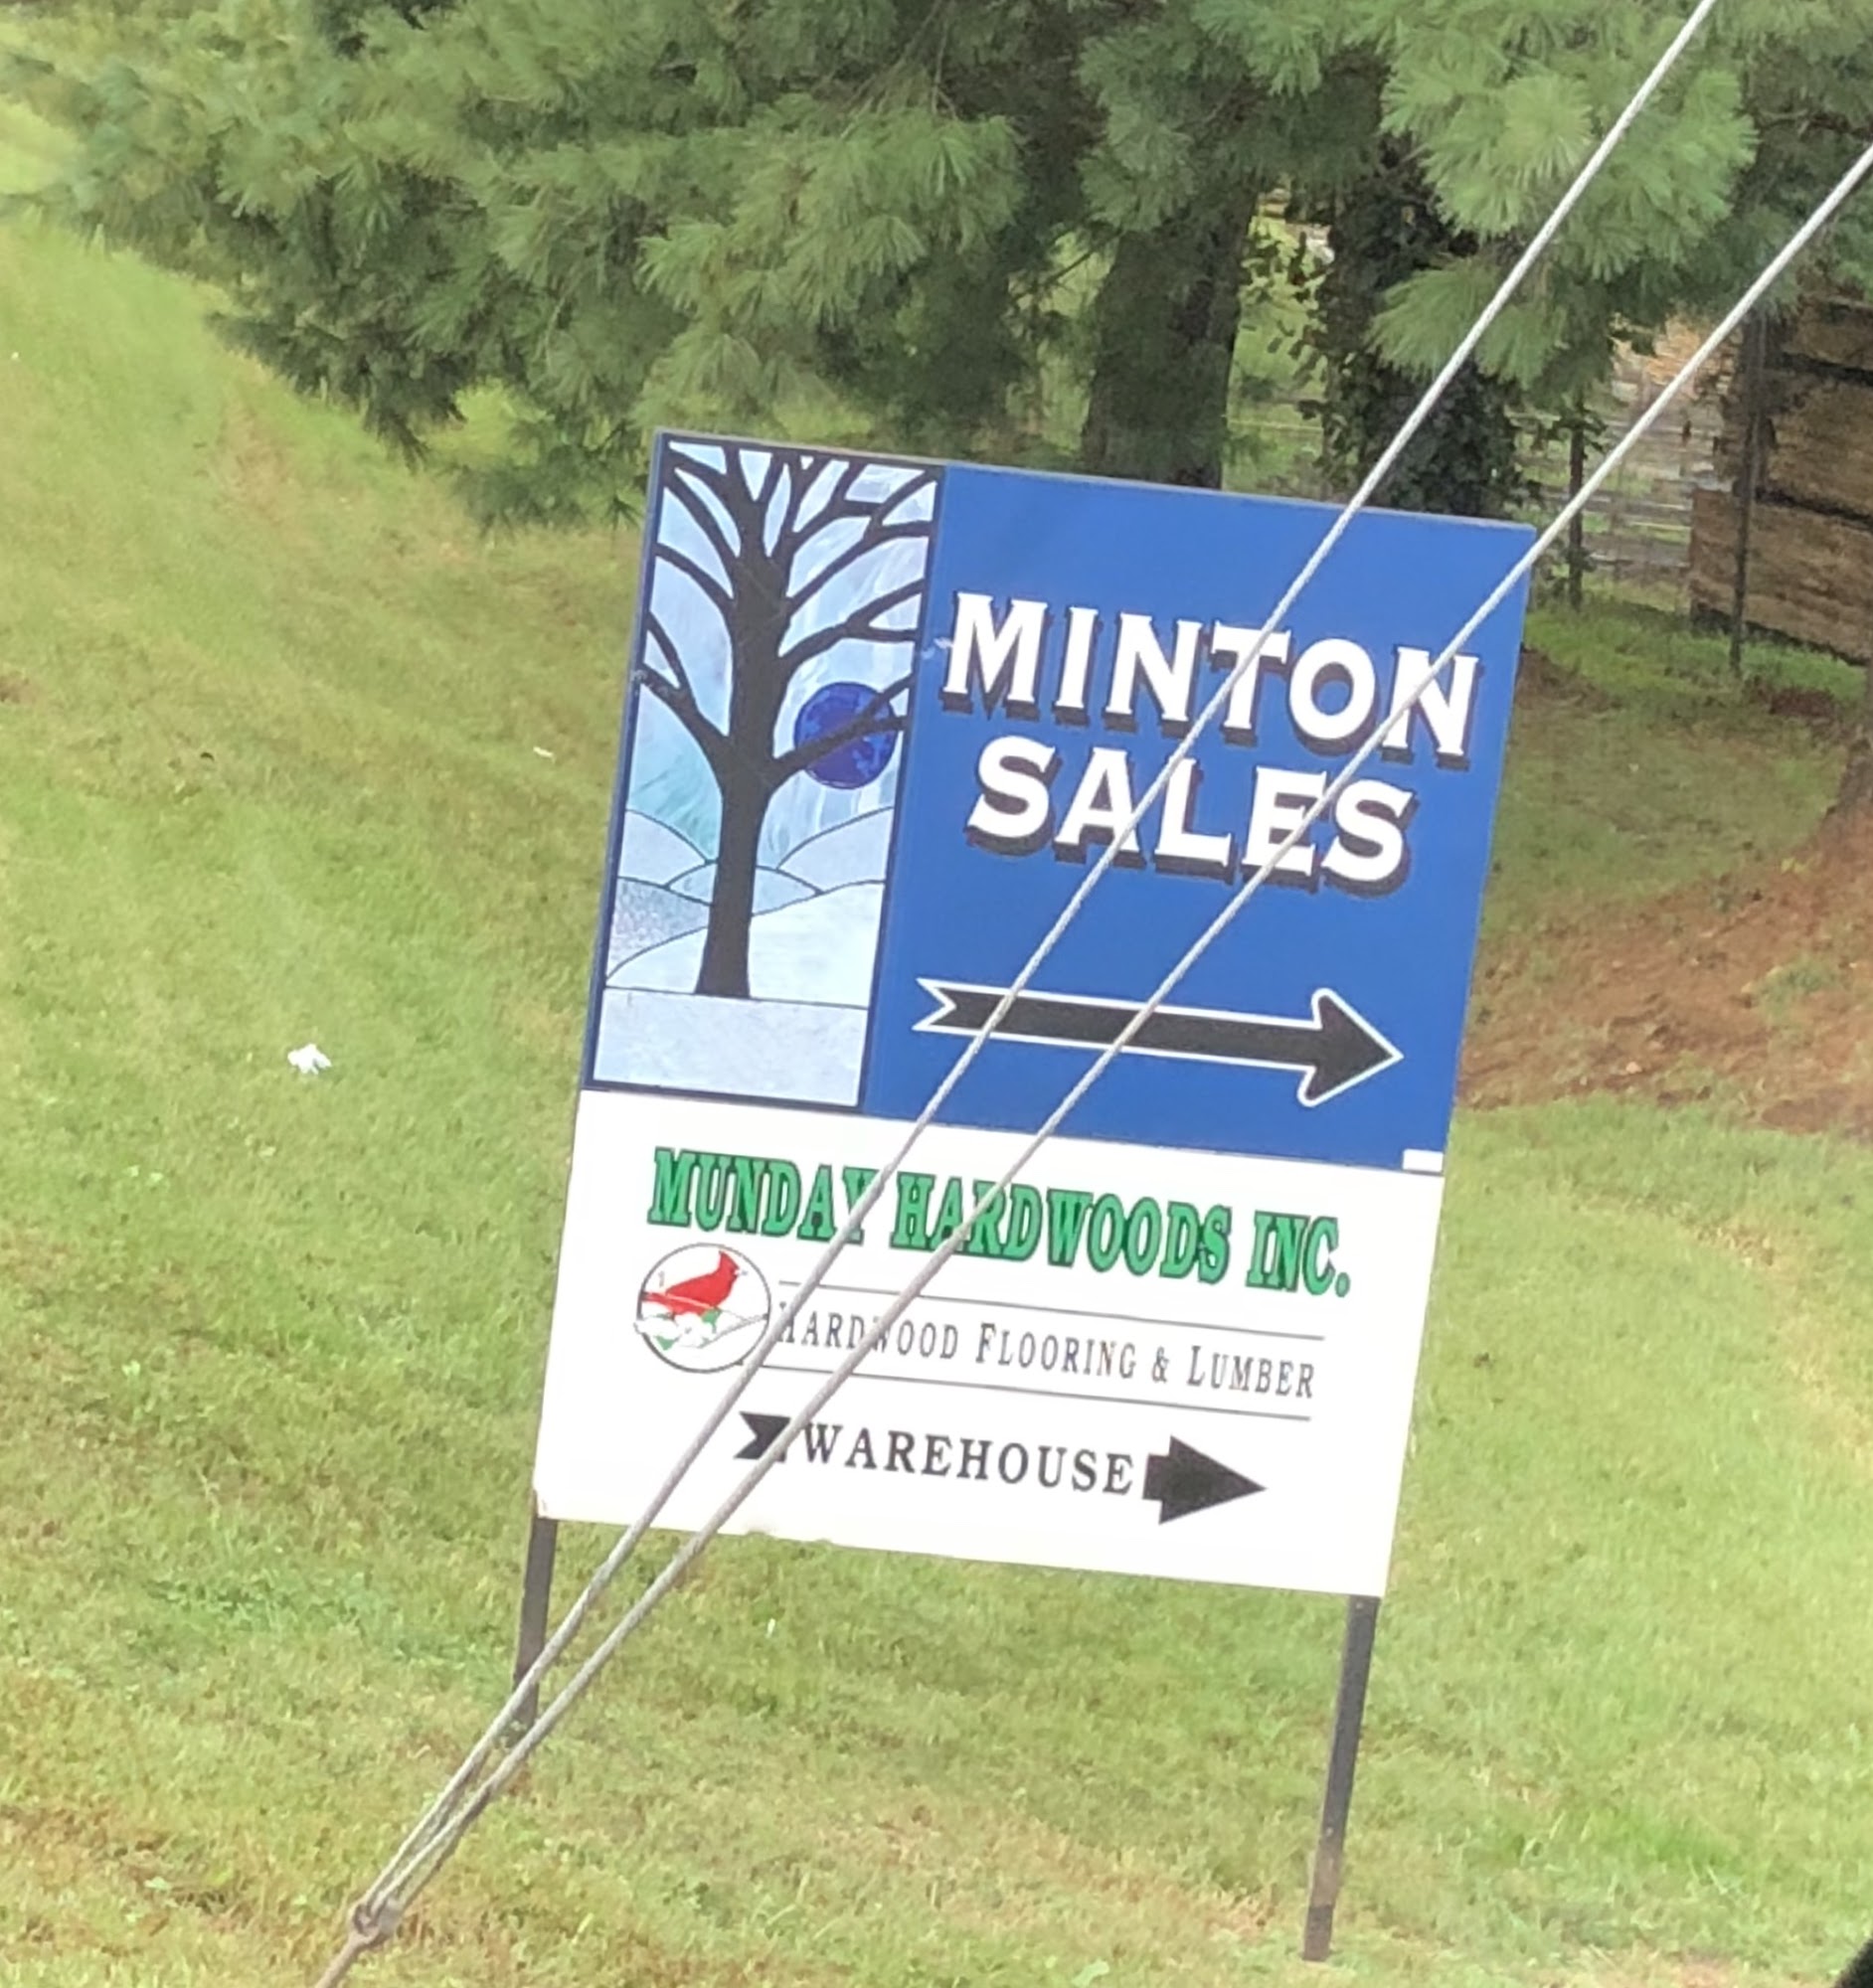 MINTON
SALES
MUNDAY HARDWOODS INC.
HARDWOOD FLOORING & LUMBER
WAREHOUSE